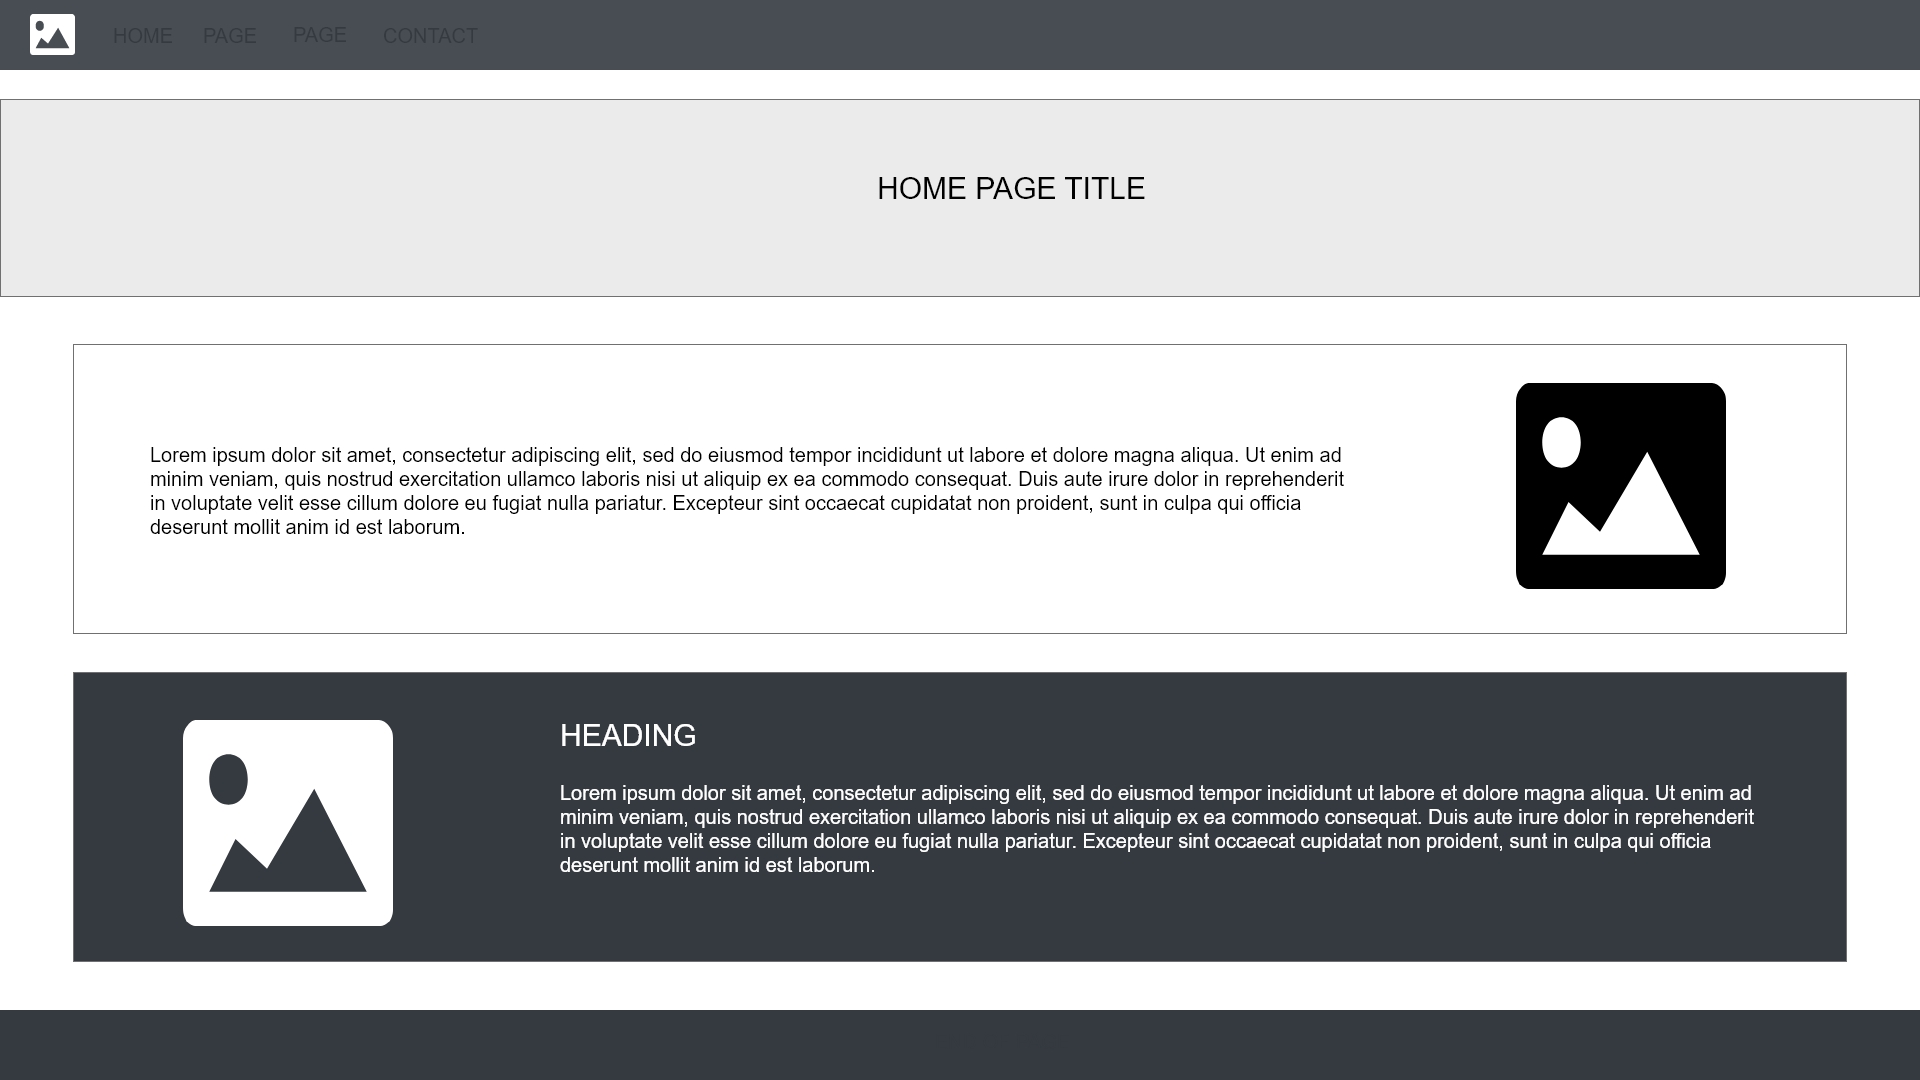 HOME PAGE PAGE CONTACT
HOME PAGE TITLE
Lorem ipsum dolor sit amet, consectetur adipiscing elit, sed do eiusmod tempor incididunt ut labore et dolore magna aliqua. Ut enim ad
minim veniam, quis nostrud exercitation ullamco laboris nisi ut aliquip ex ea commodo consequat. Duis aute irure dolor in reprehenderit
in voluptate velit esse cillum dolore eu fugiat nulla pariatur. Excepteur sint occaecat cupidatat non proident, sunt in culpa qui officia
deserunt mollit anim id est laborum.
HEADING
Lorem ipsum dolor sit amet, consectetur adipiscing elit, sed do eiusmod tempor incididunt ut labore et dolore magna aliqua. Ut enim ad
minim veniam, quis nostrud exercitation ullamco laboris nisi ut aliquip ex ea commodo consequat. Duis aute irure dolor in reprehenderit
in voluptate velit esse cillum dolore eu fugiat nulla pariatur. Excepteur sint occaecat cupidatat non proident, sunt in culpa qui officia
deserunt mollit anim id est laborum.